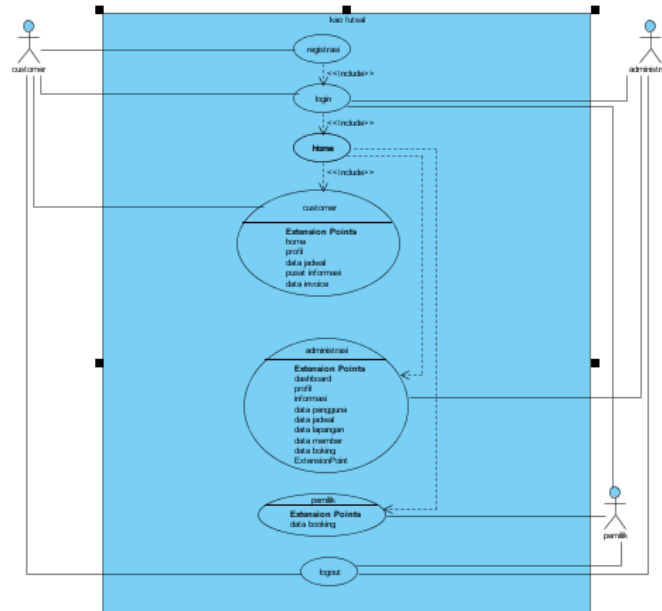 kao futsal
registrasi
<<Include>>
customer
administra
login
<<Include>>
home
<<Include>>
customer
Extension Points
home
profil
data jadwal
pusat informasi
data invoice
administrasi
Extension Points
dashboard
profil
informasi
data pengguna
data jadwal
data lapangan
data member
data boking
ExtensionPoint
pemilik
Extension Points
data booking
pemilik
logout